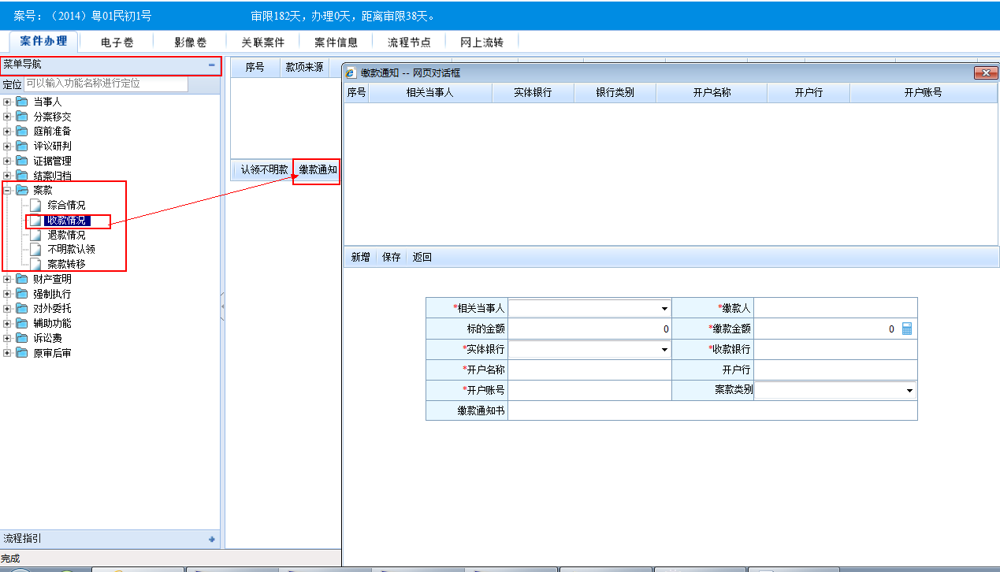 案号：（2014）粤01民初1号 审限182天，办理0天，距离审限38天。
案件办理 电子卷 影像卷 关联案件 案件信息 流程节点 网上流转
菜单导航
定位 可以输入功能名称进行定位
当事人
分案移交
庭前准备
评议研判
证据管理
结案归档
案款
综合情况
收款情况
退款情况
不明款认领
案款转移
财产查明
强制执行
对外委托
辅助功能
诉讼费
原审后审
流程指引
完成
序号 款项来源
认领不明款 缴款通知
缴款通知 -- 网页对话框
序号 相关当事人 实体银行 银行类别 开户名称 开户行 开户账号
新增 保存 返回
*相关当事人 *缴款人
标的金额 0 *缴款金额 0
*实体银行 *收款银行
*开户名称 开户行
*开户账号 案款类别
缴款通知书